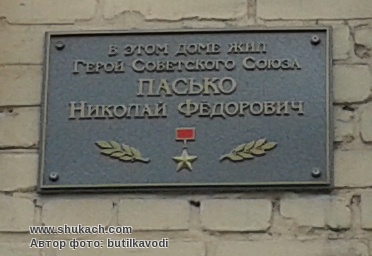 В ЭТОМ ДОМЕ ЖИЛ
ГЕРОЙ СОВЕТСКОГО СОЮЗА
ПАСЬКО
НИКОЛАЙ ФЁДОРОВИЧ
www.shukach.com
Автор фото: butilkavodi